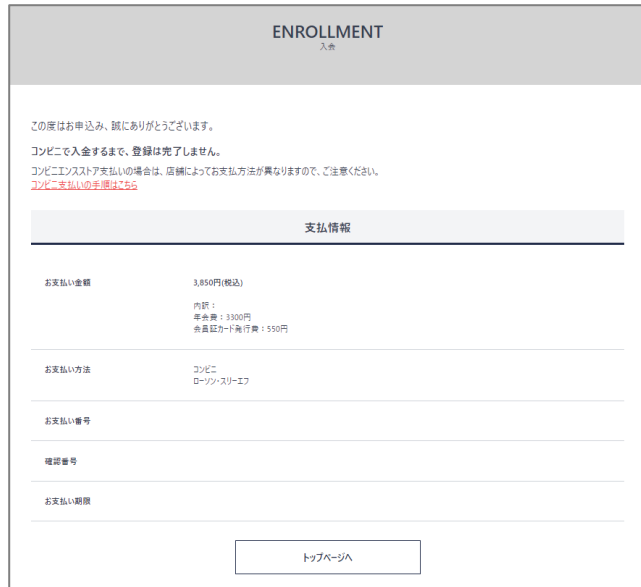 ENROLLMENT
入会
この度はお申込み、誠にありがとうございます。
コンビニで入金するまで、登録は完了しません。
コンビニエンスストア支払いの場合は、店舗によってお支払方法が異なりますので、ご注意ください。
コンビニ支払いの手順はこちら
支払情報
お支払い金額 3,850円(税込)
内訳：
年会費：3300円
会員証カード発行費：550円
お支払い方法 コンビニ
ローソン・スリーエフ
お支払い番号
確認番号
お支払い期限
トップページへ